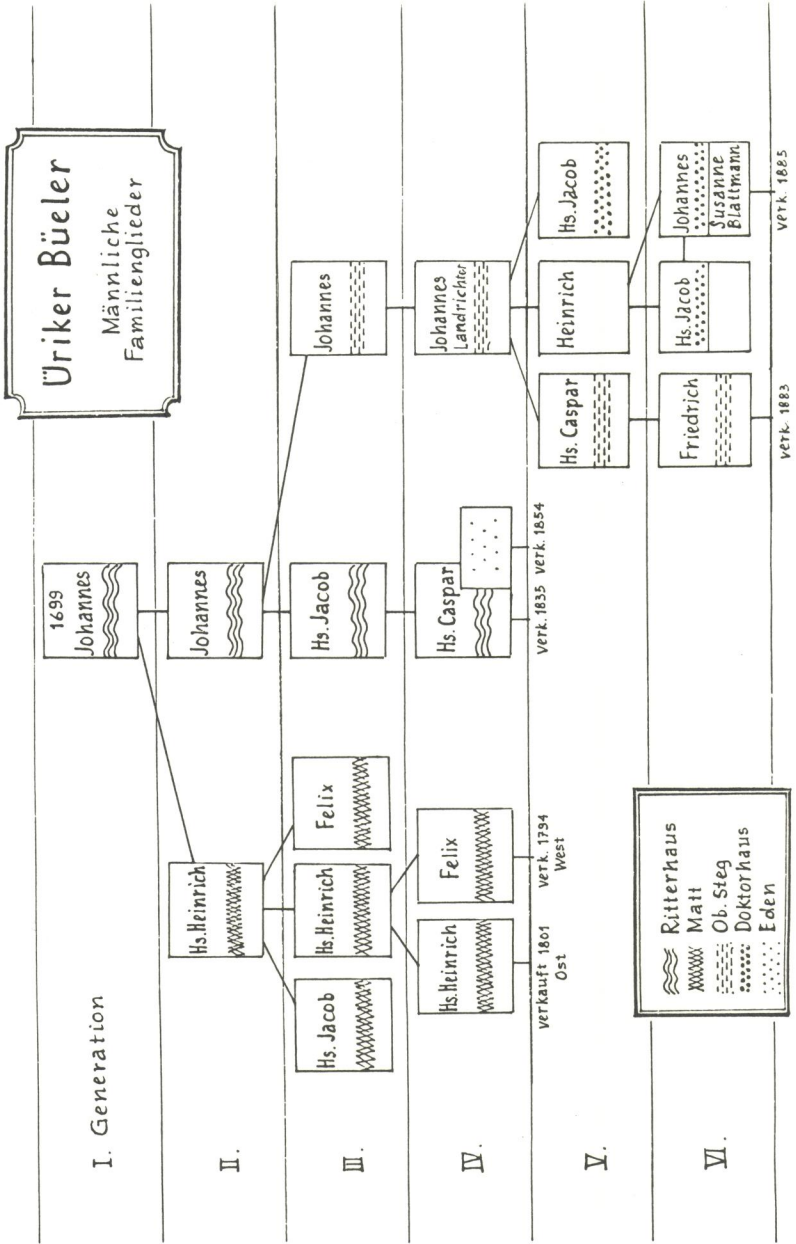 Üriker Büeler
Männliche
Familienglieder
I. Generation
1699
Johannes
II.
Hs.Heinrich
Johannes
III.
Hs. Jacob
Hs.Heinrich
Felix
Hs. Jacob
Johannes
IV.
Hs.Heinrich
Felix
Hs. Caspar
Johannes
Landrichter
verkauft 1801
Ost
verk. 1794
West
verk. 1835
verk. 1854
V.
Hs. Caspar
Heinrich
Hs. Jacob
VI.
Friedrich
Hs. Jacob
Johannes
Susanne
Blattmann
verk. 1883
verk. 1885
Ritterhaus
Matt
Ob. Steg
Doktorhaus
Eden